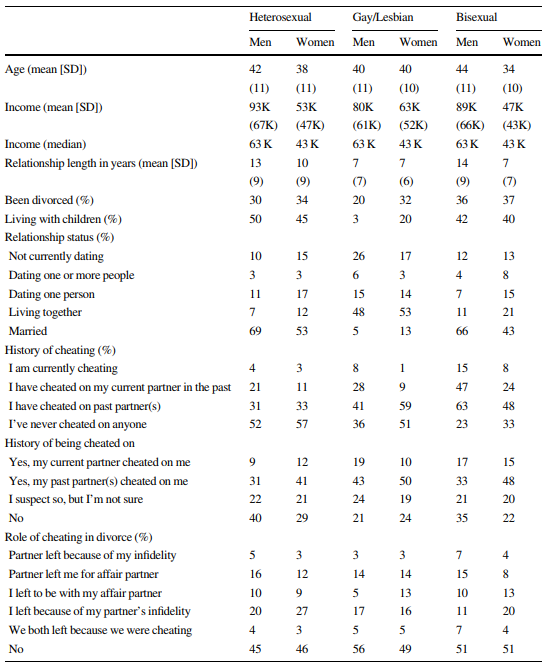 Heterosexual Gay/Lesbian Bisexual
Men Women Men Women Men Women
Age (mean [SD]) 42 38 40 40 44 34
(11) (11) (11) (10) (11) (10)
Income (mean [SD]) 93K 53K 80K 63K 89K 47K
(67K) (47K) (61K) (52K) (66K) (43K)
Income (median) 63 K 43 K 63 K 43 K 63 K 43 K
Relationship length in years (mean [SD]) 13 10 7 7 14 7
(9) (9) (7) (6) (9) (7)
Been divorced (%) 30 34 20 32 36 37
Living with children (%) 50 45 3 20 42 40
Relationship status (%)
Not currently dating 10 15 26 17 12 13
Dating one or more people 3 3 6 3 4 8
Dating one person 11 17 15 14 7 15
Living together 7 12 48 53 11 21
Married 69 53 5 13 66 43
History of cheating (%)
I am currently cheating 4 3 8 1 15 8
I have cheated on my current partner in the past 21 11 28 9 47 24
I have cheated on past partner(s) 31 33 41 59 63 48
I've never cheated on anyone 52 57 36 51 23 33
History of being cheated on
Yes, my current partner cheated on me 9 12 19 10 17 15
Yes, my past partner(s) cheated on me 31 41 43 50 33 48
I suspect so, but I'm not sure 22 21 24 19 21 20
No 40 29 21 24 35 22
Role of cheating in divorce (%)
Partner left because of my infidelity 5 3 3 3 7 4
Partner left me for affair partner 16 12 14 14 15 8
I left to be with my affair partner 10 9 5 13 10 13
I left because of my partner's infidelity 20 27 17 16 11 20
We both left because we were cheating 4 3 5 5 7 4
No 45 46 56 49 51 51